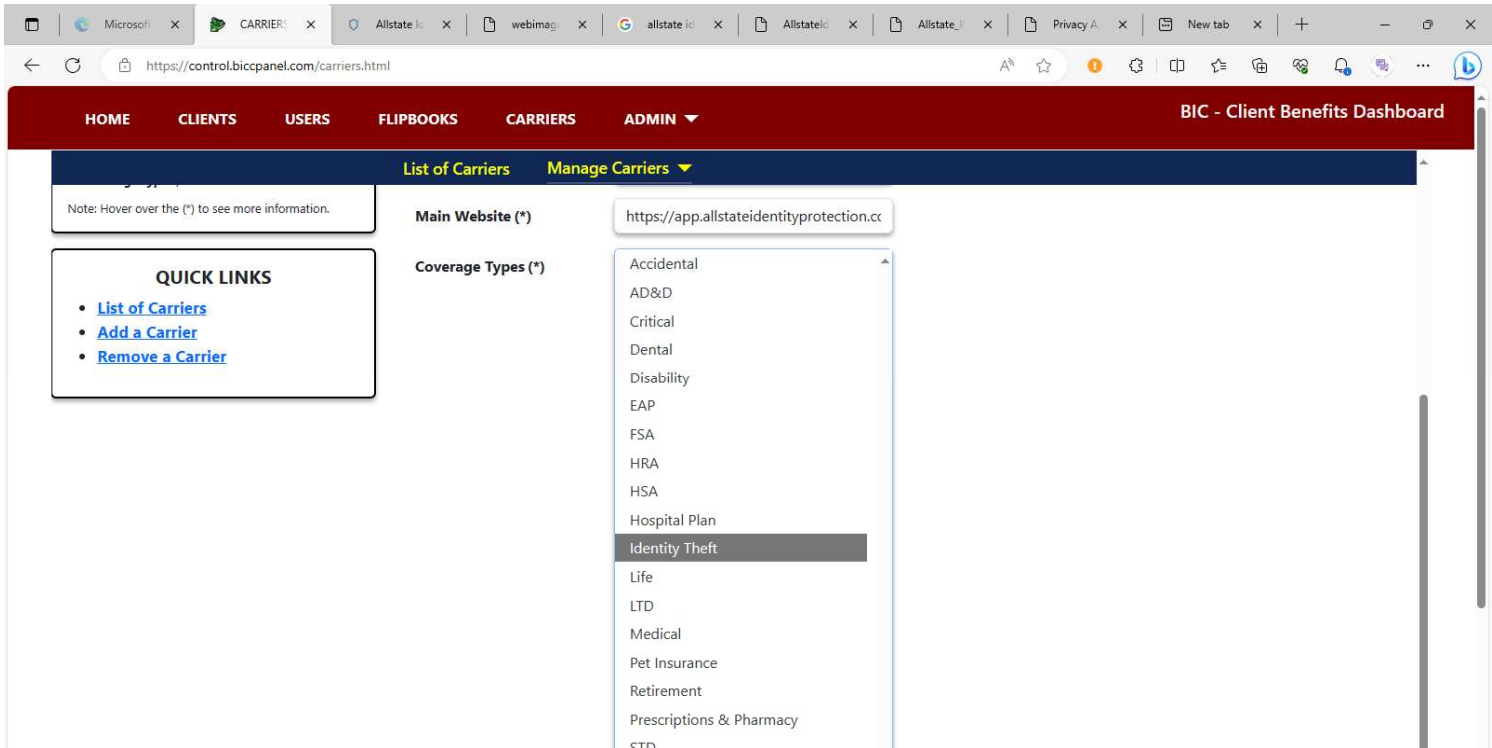 Microsoft
CARRIERS
Allstate Ic
webimag
allstate id
AllstateId
Allstate_I
Privacy A
New tab
https://control.biccpanel.com/carriers.html
HOME CLIENTS USERS FLIPBOOKS CARRIERS ADMIN
BIC - Client Benefits Dashboard
List of Carriers Manage Carriers
Note: Hover over the (*) to see more information.
Main Website (*) https://app.allstateidentityprotection.cc
QUICK LINKS
List of Carriers
Add a Carrier
Remove a Carrier
Coverage Types (*)
Accidental
AD&D
Critical
Dental
Disability
EAP
FSA
HRA
HSA
Hospital Plan
Identity Theft
Life
LTD
Medical
Pet Insurance
Retirement
Prescriptions & Pharmacy
STD